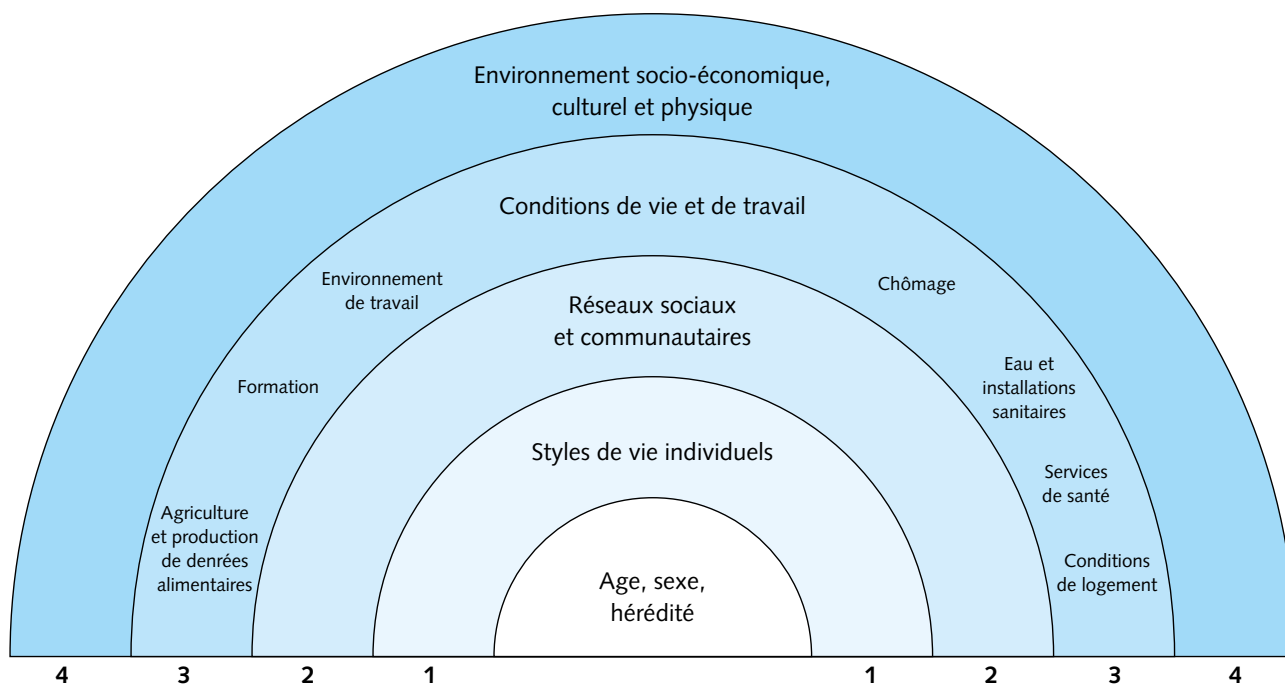 Environnement socio-économique,
culturel et physique
Conditions de vie et de travail
Environnement
de travail
Chômage
Réseaux sociaux
et communautaires
Formation
Eau et
installations
sanitaires
Styles de vie individuels
Services
de santé
Agriculture
et production
de denrées
alimentaires
Conditions
de logement
Age, sexe,
hérédité
4 3 2 1 1 2 3 4